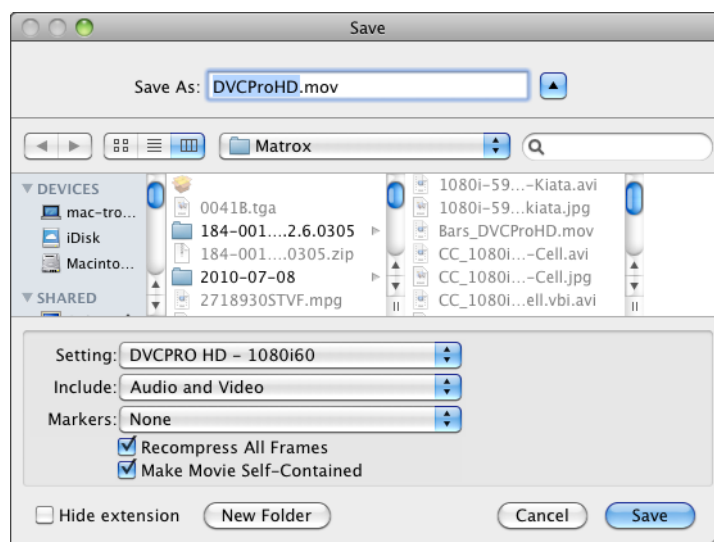 Save
Save As: DVCProHD.mov
Matrox
DEVICES
mac-tro...
iDisk
Macinto...
SHARED
0041B.tga
184-001....2.6.0305
184-001....0305.zip
2010-07-08
2718930STVF.mpg
1080i-59...-Kiata.avi
1080i-59...kiata.jpg
Bars_DVCProHD.mov
CC_1080i...-Cell.avi
CC_1080i...-Cell.jpg
CC_1080i...ell.vbi.avi
Setting: DVCPRO HD - 1080i60
Include: Audio and Video
Markers: None
Recompress All Frames
Make Movie Self-Contained
Hide extension
New Folder
Cancel
Save